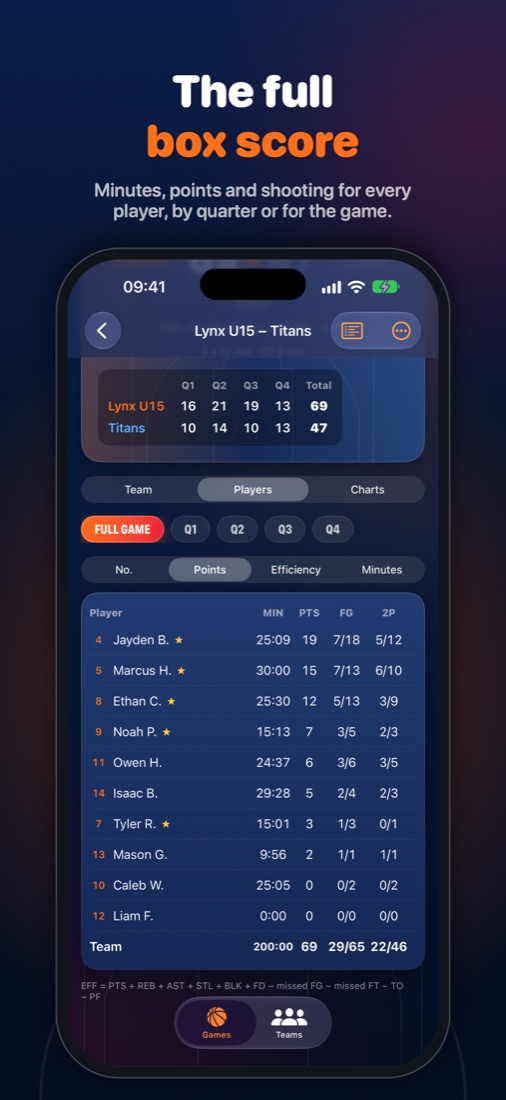 The full
box score
Minutes, points and shooting for every
player, by quarter or for the game.
09:41
Lynx U15 – Titans
Q1 Q2 Q3 Q4 Total
Lynx U15 16 21 19 13 69
Titans 10 14 10 13 47
Team Players Charts
FULL GAME Q1 Q2 Q3 Q4
No. Points Efficiency Minutes
Player MIN PTS FG 2P
4 Jayden B. ★ 25:09 19 7/18 5/12
5 Marcus H. ★ 30:00 15 7/13 6/10
8 Ethan C. ★ 25:30 12 5/13 3/9
9 Noah P. ★ 15:13 7 3/5 2/3
11 Owen H. 24:37 6 3/6 3/5
14 Isaac B. 29:28 5 2/4 2/3
7 Tyler R. ★ 15:01 3 1/3 0/1
13 Mason G. 9:56 2 1/1 1/1
10 Caleb W. 25:05 0 0/2 0/2
12 Liam F. 0:00 0 0/0 0/0
Team 200:00 69 29/65 22/46
EFF = PTS + REB + AST + STL + BLK + FD – missed FG – missed FT – TO
– PF
Games Teams